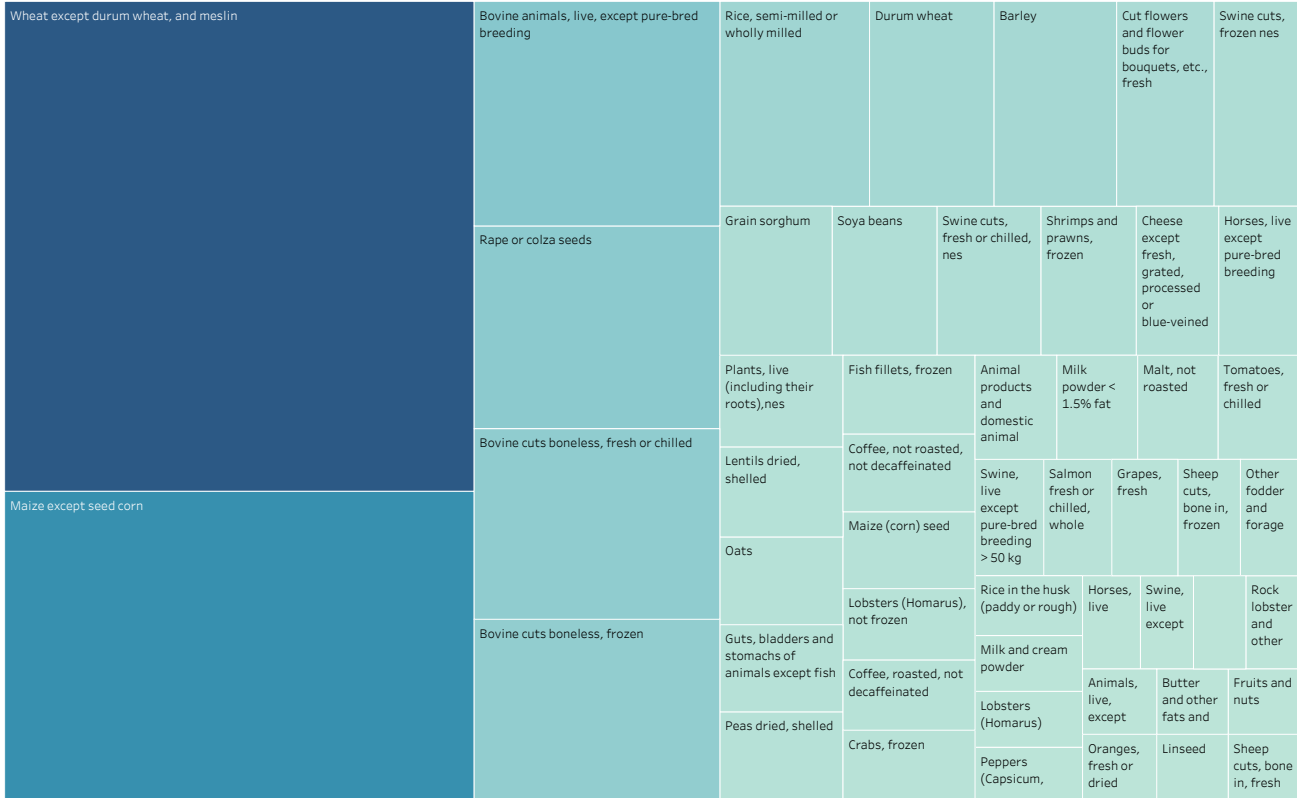 Wheat except durum wheat, and meslin
Maize except seed corn
Bovine animals, live, except pure-bred
breeding
Rape or colza seeds
Bovine cuts boneless, fresh or chilled
Bovine cuts boneless, frozen
Rice, semi-milled or
wholly milled
Durum wheat
Barley
Cut flowers
and flower
buds for
bouquets, etc.,
fresh
Swine cuts,
frozen nes
Grain sorghum
Soya beans
Swine cuts,
fresh or chilled,
nes
Shrimps and
prawns,
frozen
Cheese
except
fresh,
grated,
processed
or
blue-veined
Horses, live
except
pure-bred
breeding
Plants, live
(including their
roots),nes
Lentils dried,
shelled
Oats
Guts, bladders and
stomachs of
animals except fish
Peas dried, shelled
Fish fillets, frozen
Coffee, not roasted,
not decaffeinated
Maize (corn) seed
Lobsters (Homarus),
not frozen
Coffee, roasted, not
decaffeinated
Crabs, frozen
Animal
products
and
domestic
animal
Milk
powder <
1.5% fat
Malt, not
roasted
Tomatoes,
fresh or
chilled
Swine,
live
except
pure-bred
breeding
> 50 kg
Salmon
fresh or
chilled,
whole
Grapes,
fresh
Sheep
cuts,
bone in,
frozen
Other
fodder
and
forage
Rice in the husk
(paddy or rough)
Milk and cream
powder
Lobsters
(Homarus)
Peppers
(Capsicum,
Horses,
live
Swine,
live
except
Rock
lobster
and
other
Animals,
live,
except
Butter
and other
fats and
Fruits and
nuts
Oranges,
fresh or
dried
Linseed
Sheep
cuts, bone
in, fresh